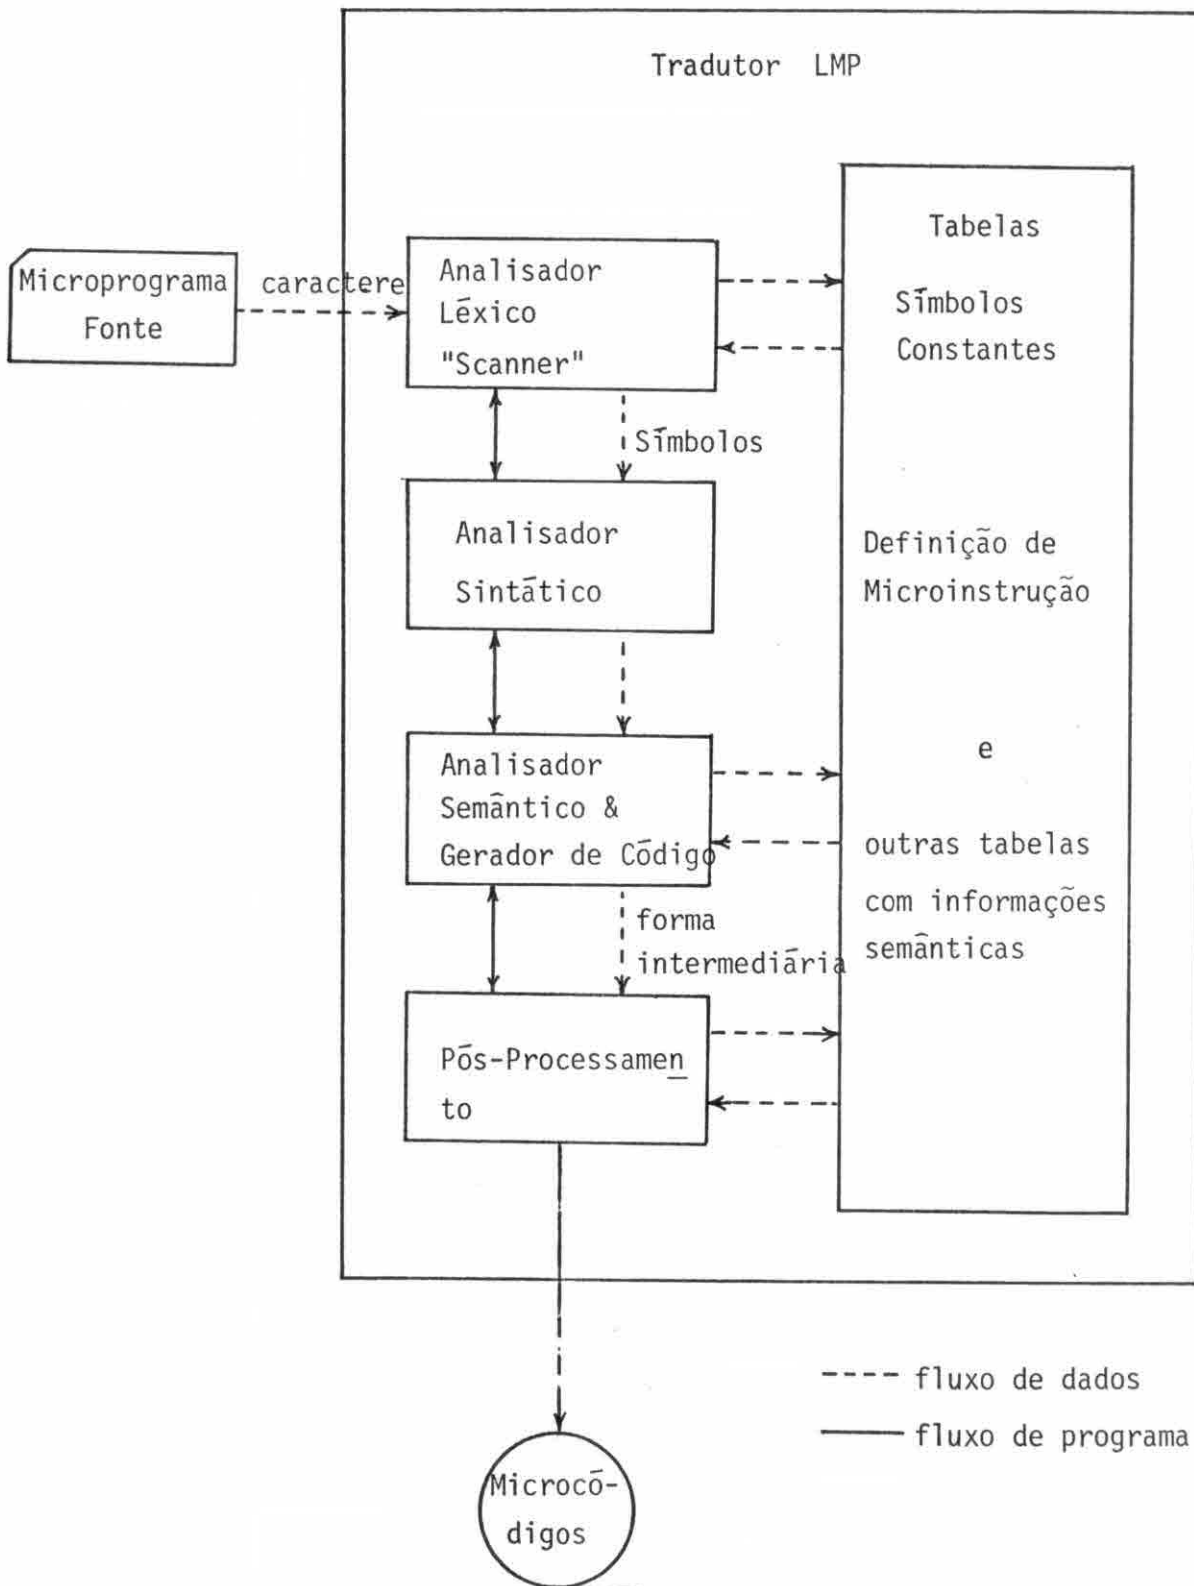 Tradutor LMP
Microprograma
Fonte
caractere
Analisador
Léxico
"Scanner"
Símbolos
Analisador
Sintático
Analisador
Semântico &
Gerador de Código
forma
intermediária
Pós-Processamen
to
Tabelas
Símbolos
Constantes
Definição de
Microinstrução
e
outras tabelas
com informações
semânticas
---- fluxo de dados
—— fluxo de programa
Microcó-
digos